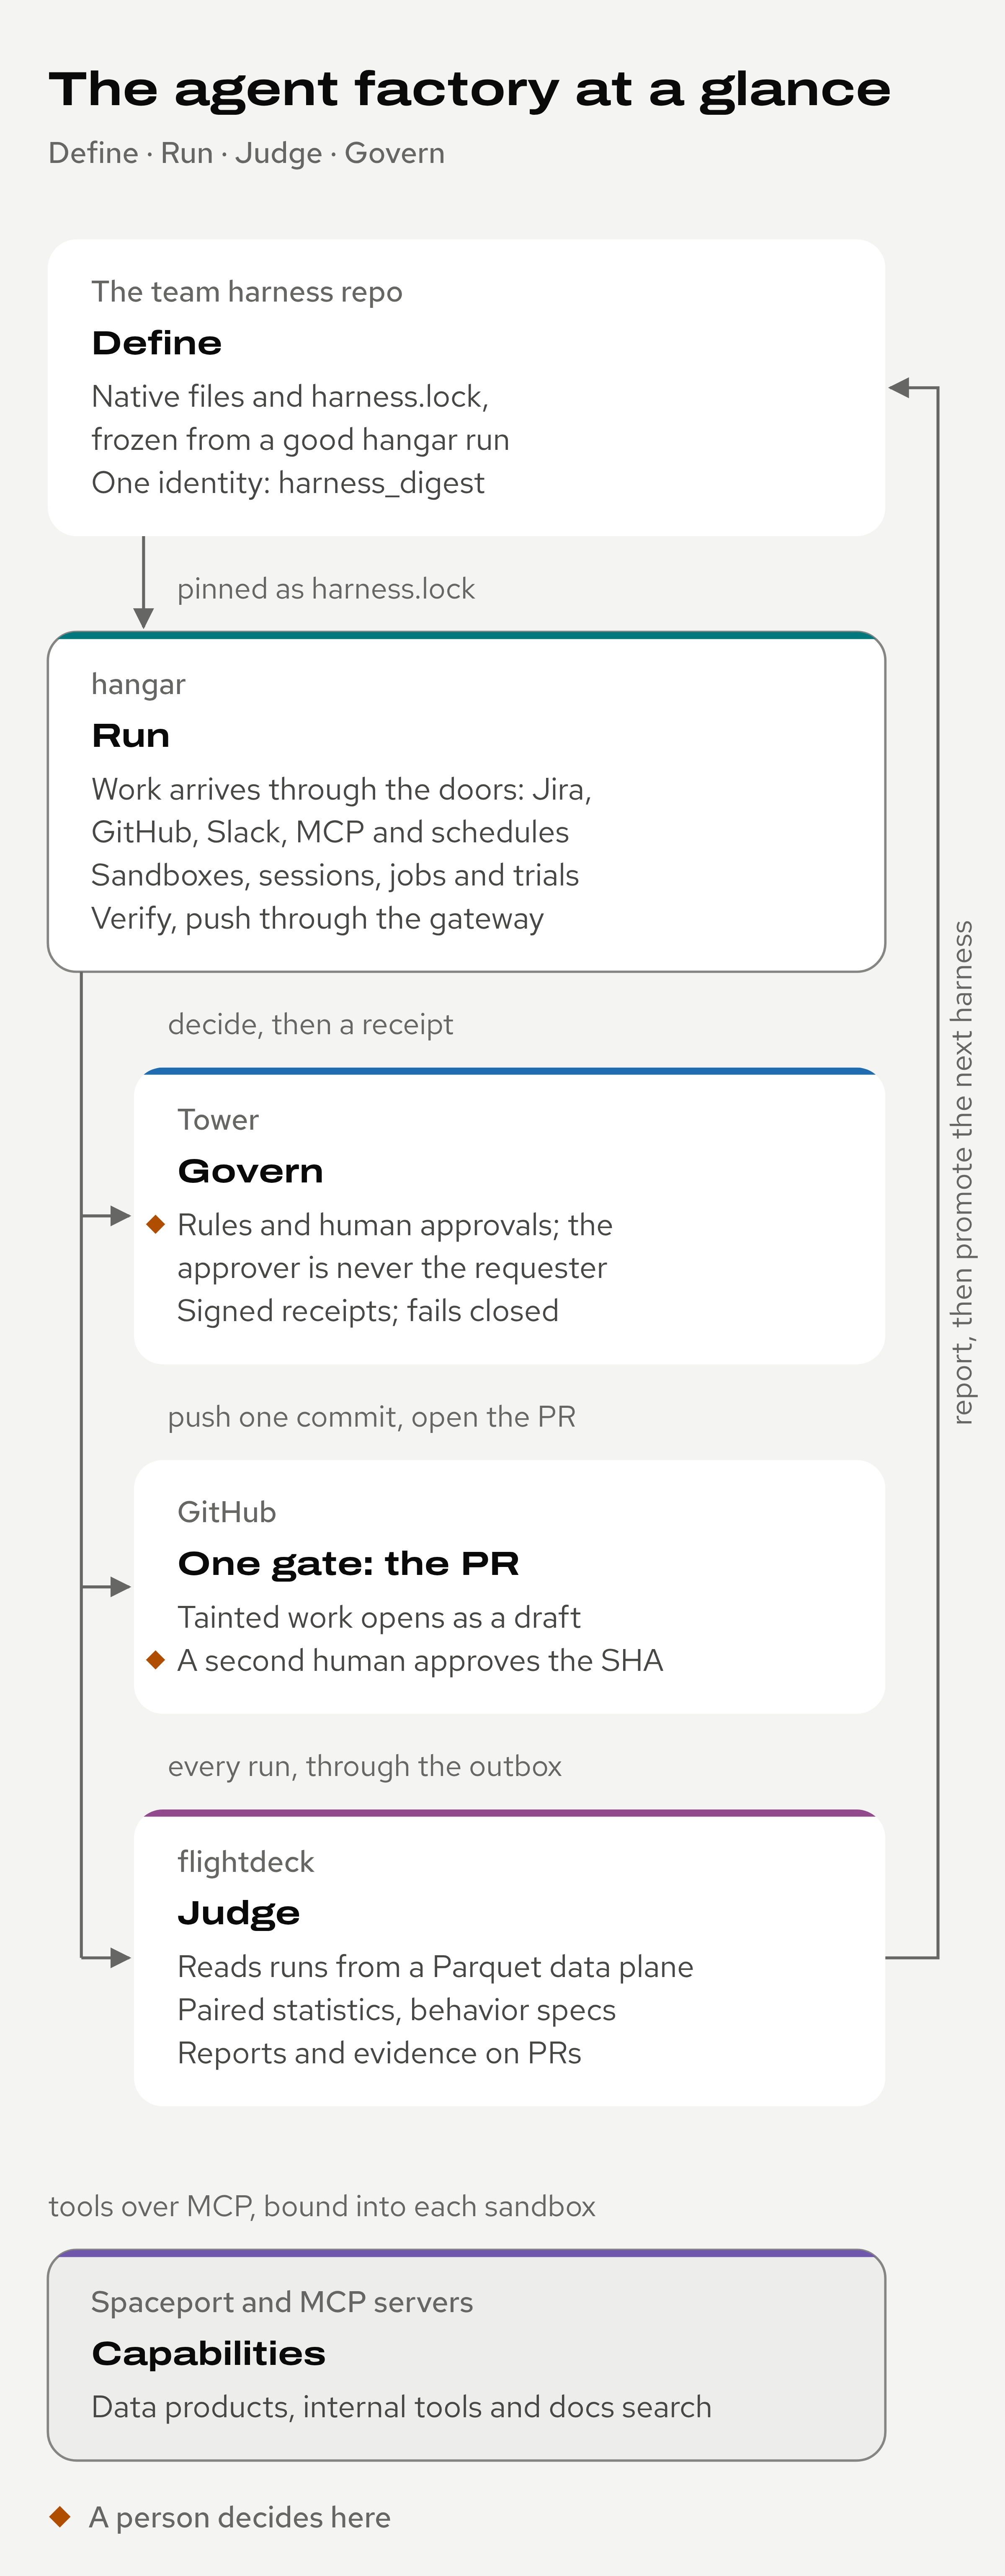 The agent factory at a glance
Define · Run · Judge · Govern
The team harness repo
Define
Native files and harness.lock,
frozen from a good hangar run
One identity: harness_digest
pinned as harness.lock
hangar
Run
Work arrives through the doors: Jira,
GitHub, Slack, MCP and schedules
Sandboxes, sessions, jobs and trials
Verify, push through the gateway
decide, then a receipt
Tower
Govern
Rules and human approvals; the
approver is never the requester
Signed receipts; fails closed
push one commit, open the PR
GitHub
One gate: the PR
Tainted work opens as a draft
A second human approves the SHA
every run, through the outbox
flightdeck
Judge
Reads runs from a Parquet data plane
Paired statistics, behavior specs
Reports and evidence on PRs
report, then promote the next harness
tools over MCP, bound into each sandbox
Spaceport and MCP servers
Capabilities
Data products, internal tools and docs search
A person decides here